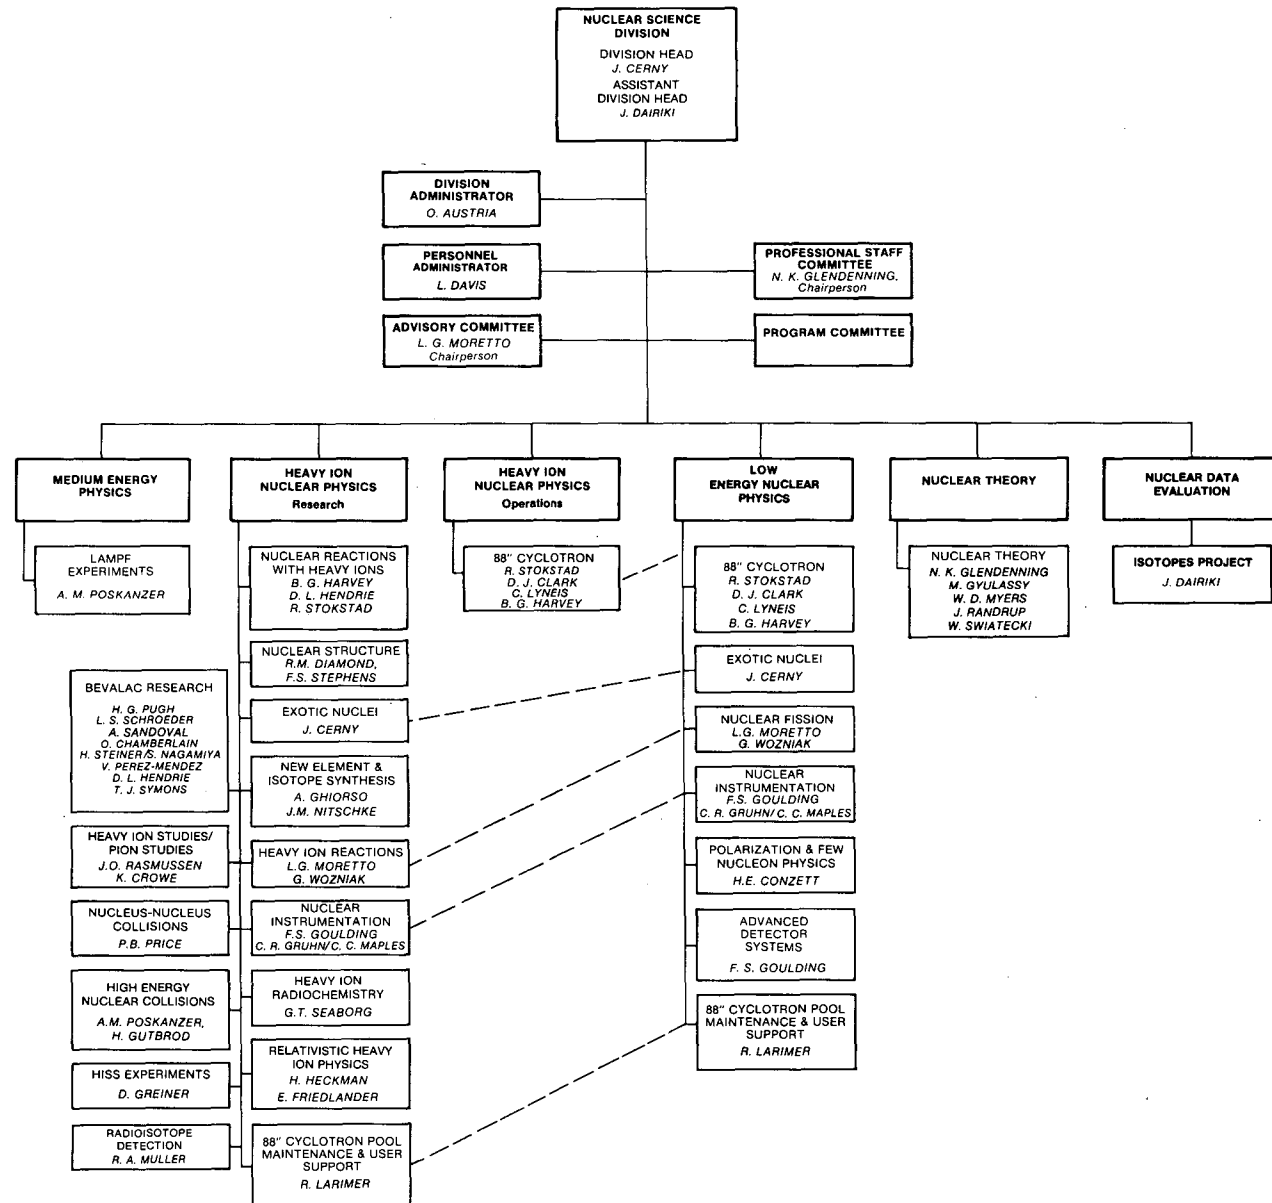 NUCLEAR SCIENCE
DIVISION
DIVISION HEAD
J. CERNY
ASSISTANT
DIVISION HEAD
J. DAIRIKI
DIVISION
ADMINISTRATOR
O. AUSTRIA
PERSONNEL
ADMINISTRATOR
L. DAVIS
PROFESSIONAL STAFF
COMMITTEE
N. K. GLENDENNING,
Chairperson
ADVISORY COMMITTEE
L. G. MORETTO
Chairperson
PROGRAM COMMITTEE
MEDIUM ENERGY
PHYSICS
LAMPF
EXPERIMENTS
A. M. POSKANZER
HEAVY ION
NUCLEAR PHYSICS
Research
NUCLEAR REACTIONS
WITH HEAVY IONS
B. G. HARVEY
D. L. HENDRIE
R. STOKSTAD
NUCLEAR STRUCTURE
R.M. DIAMOND,
F.S. STEPHENS
EXOTIC NUCLEI
J. CERNY
NEW ELEMENT &
ISOTOPE SYNTHESIS
A. GHIORSO
J.M. NITSCHKE
HEAVY ION REACTIONS
L.G. MORETTO
G. WOZNIAK
NUCLEAR
INSTRUMENTATION
F.S. GOULDING
C. R. GRUHN/C. C. MAPLES
HEAVY ION
RADIOCHEMISTRY
G.T. SEABORG
RELATIVISTIC HEAVY
ION PHYSICS
H. HECKMAN
E. FRIEDLANDER
88" CYCLOTRON POOL
MAINTENANCE & USER
SUPPORT
R. LARIMER
BEVALAC RESEARCH
H. G. PUGH
L. S. SCHROEDER
A. SANDOVAL
O. CHAMBERLAIN
H. STEINER/S. NAGAMIYA
V. PEREZ-MENDEZ
D. L. HENDRIE
T. J. SYMONS
HEAVY ION STUDIES/
PION STUDIES
J.O. RASMUSSEN
K. CROWE
NUCLEUS-NUCLEUS
COLLISIONS
P.B. PRICE
HIGH ENERGY
NUCLEAR COLLISIONS
A.M. POSKANZER,
H. GUTBROD
HISS EXPERIMENTS
D. GREINER
RADIOISOTOPE
DETECTION
R. A. MULLER
HEAVY ION
NUCLEAR PHYSICS
Operations
88" CYCLOTRON
R. STOKSTAD
D. J. CLARK
C. LYNEIS
B. G. HARVEY
LOW
ENERGY NUCLEAR
PHYSICS
88" CYCLOTRON
R. STOKSTAD
D. J. CLARK
C. LYNEIS
B. G. HARVEY
EXOTIC NUCLEI
J. CERNY
NUCLEAR FISSION
L.G. MORETTO
G. WOZNIAK
NUCLEAR
INSTRUMENTATION
F.S. GOULDING
C. R. GRUHN/C. C. MAPLES
POLARIZATION & FEW
NUCLEON PHYSICS
H.E. CONZETT
ADVANCED
DETECTOR
SYSTEMS
F. S. GOULDING
88" CYCLOTRON POOL
MAINTENANCE & USER
SUPPORT
R. LARIMER
NUCLEAR THEORY
NUCLEAR THEORY
N. K. GLENDENNING
M. GYULASSY
W. D. MYERS
J. RANDRUP
W. SWIATECKI
NUCLEAR DATA
EVALUATION
ISOTOPES PROJECT
J. DAIRIKI